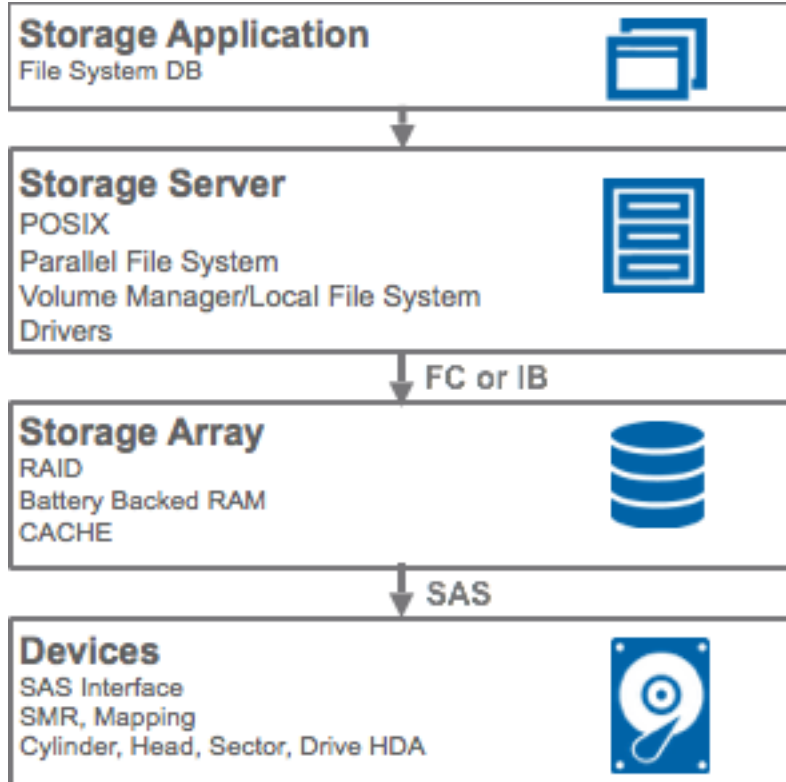 Storage Application
File System DB
Storage Server
POSIX
Parallel File System
Volume Manager/Local File System
Drivers
FC or IB
Storage Array
RAID
Battery Backed RAM
CACHE
SAS
Devices
SAS Interface
SMR, Mapping
Cylinder, Head, Sector, Drive HDA